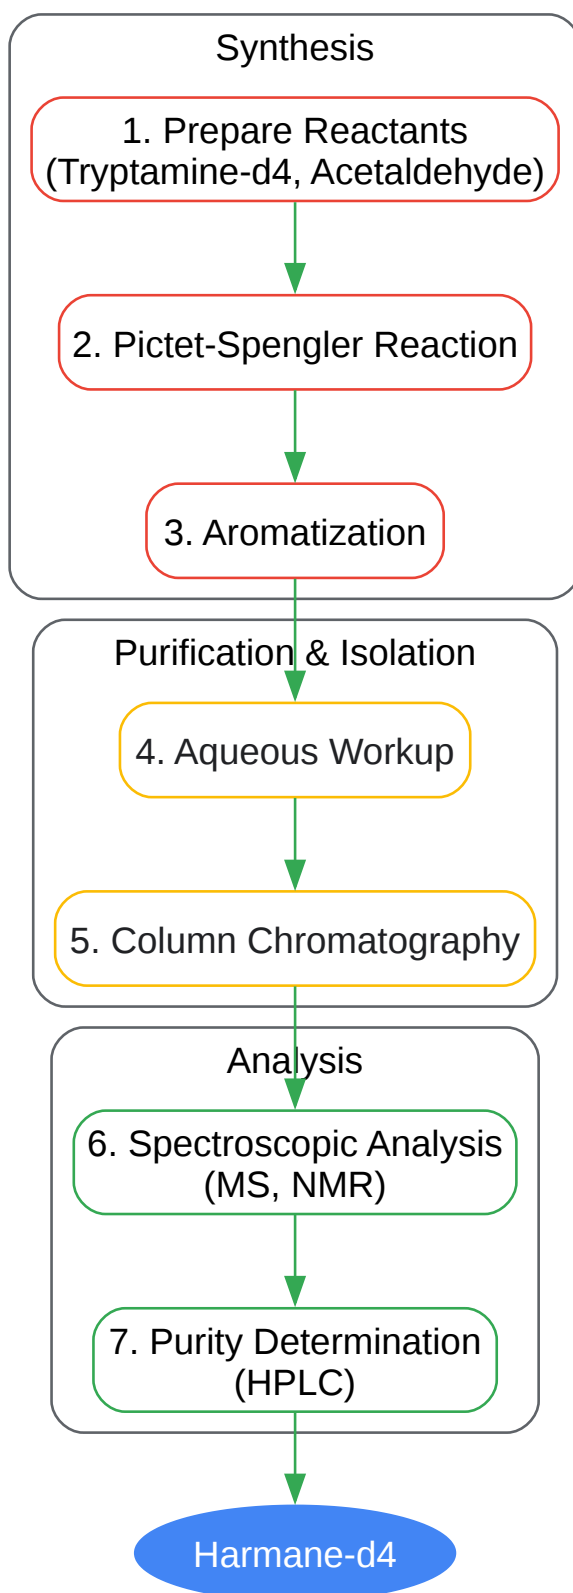 Synthesis
1. Prepare Reactants
(Tryptamine-d4, Acetaldehyde)
2. Pictet-Spengler Reaction
3. Aromatization
Purification & Isolation
4. Aqueous Workup
5. Column Chromatography
Analysis
6. Spectroscopic Analysis
(MS, NMR)
7. Purity Determination
(HPLC)
Harmane-d4